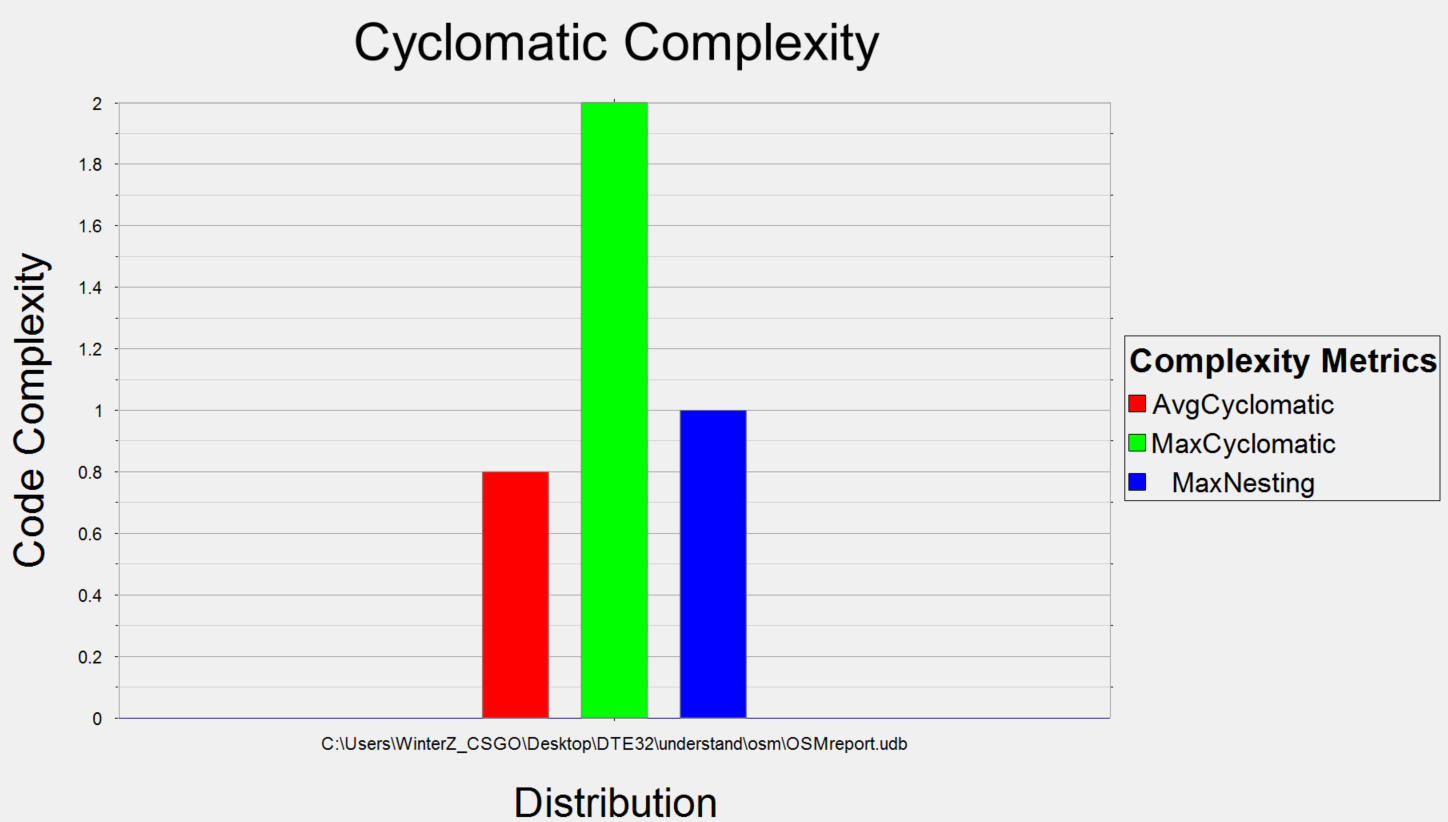 Cyclomatic Complexity
Code Complexity
2
1.8
1.6
1.4
1.2
1
0.8
0.6
0.4
0.2
0
C:\Users\WinterZ_CSGO\Desktop\DTE32\understand\osm\OSMreport.udb
Distribution
Complexity Metrics
AvgCyclomatic
MaxCyclomatic
MaxNesting